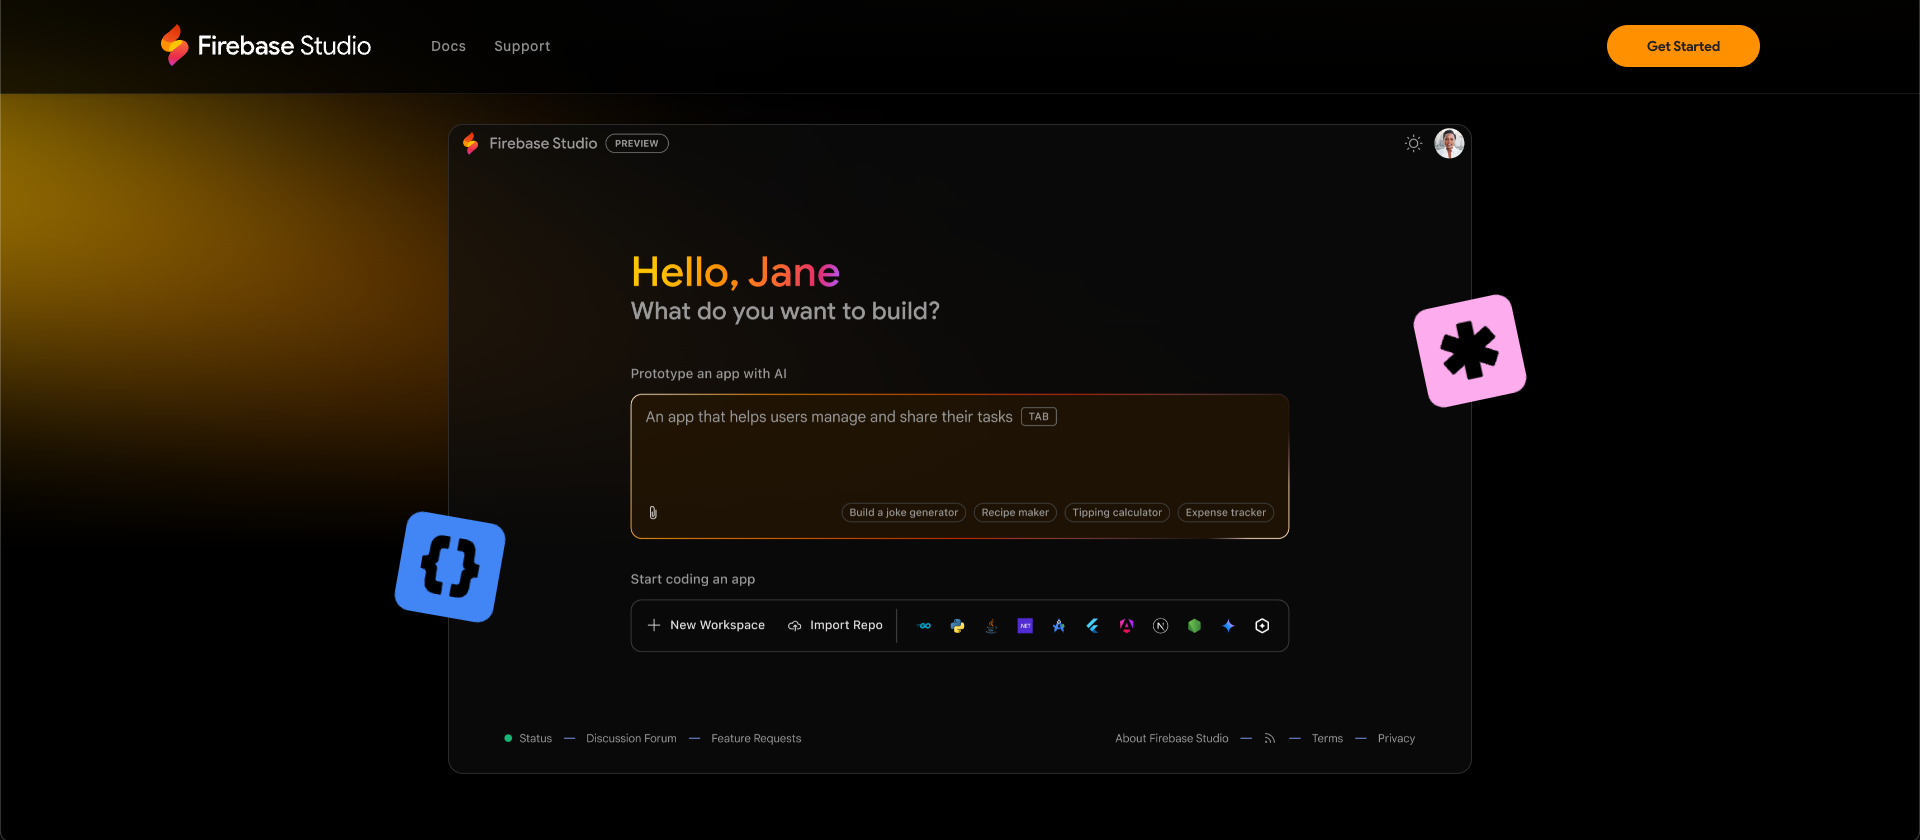 Firebase Studio
Docs
Support
Get Started
Firebase Studio
PREVIEW
Hello, Jane
What do you want to build?
Prototype an app with AI
An app that helps users manage and share their tasks TAB
Build a joke generator
Recipe maker
Tipping calculator
Expense tracker
{}
*
Start coding an app
New Workspace
Import Repo
GO
.NET
N
Status — Discussion Forum — Feature Requests
About Firebase Studio — Terms — Privacy